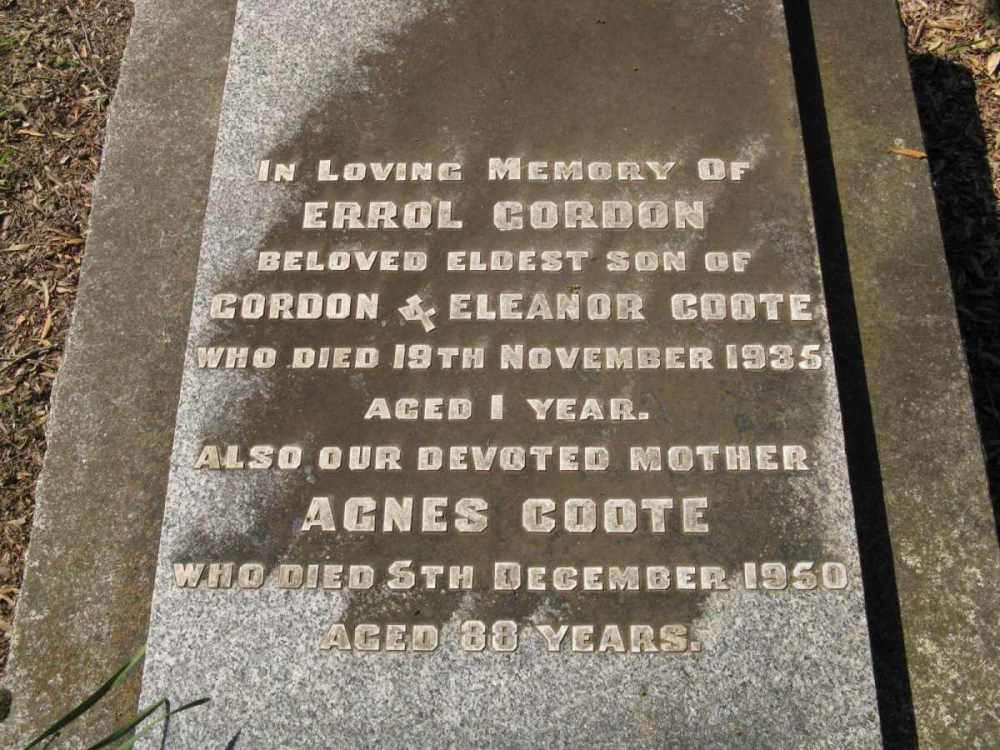 IN LOVING MEMORY OF
ERROL GORDON
BELOVED ELDEST SON OF
GORDON & ELEANOR COOTE
WHO DIED 19TH NOVEMBER 1935
AGED 1 YEAR.
ALSO OUR DEVOTED MOTHER
AGNES COOTE
WHO DIED 5TH DECEMBER 1950
AGED 88 YEARS.